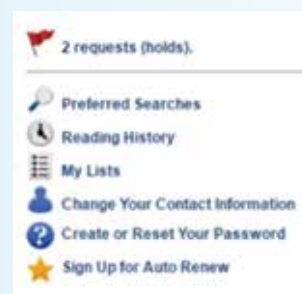 2 requests (holds).
Preferred Searches
Reading History
My Lists
Change Your Contact Information
Create or Reset Your Password
Sign Up for Auto Renew